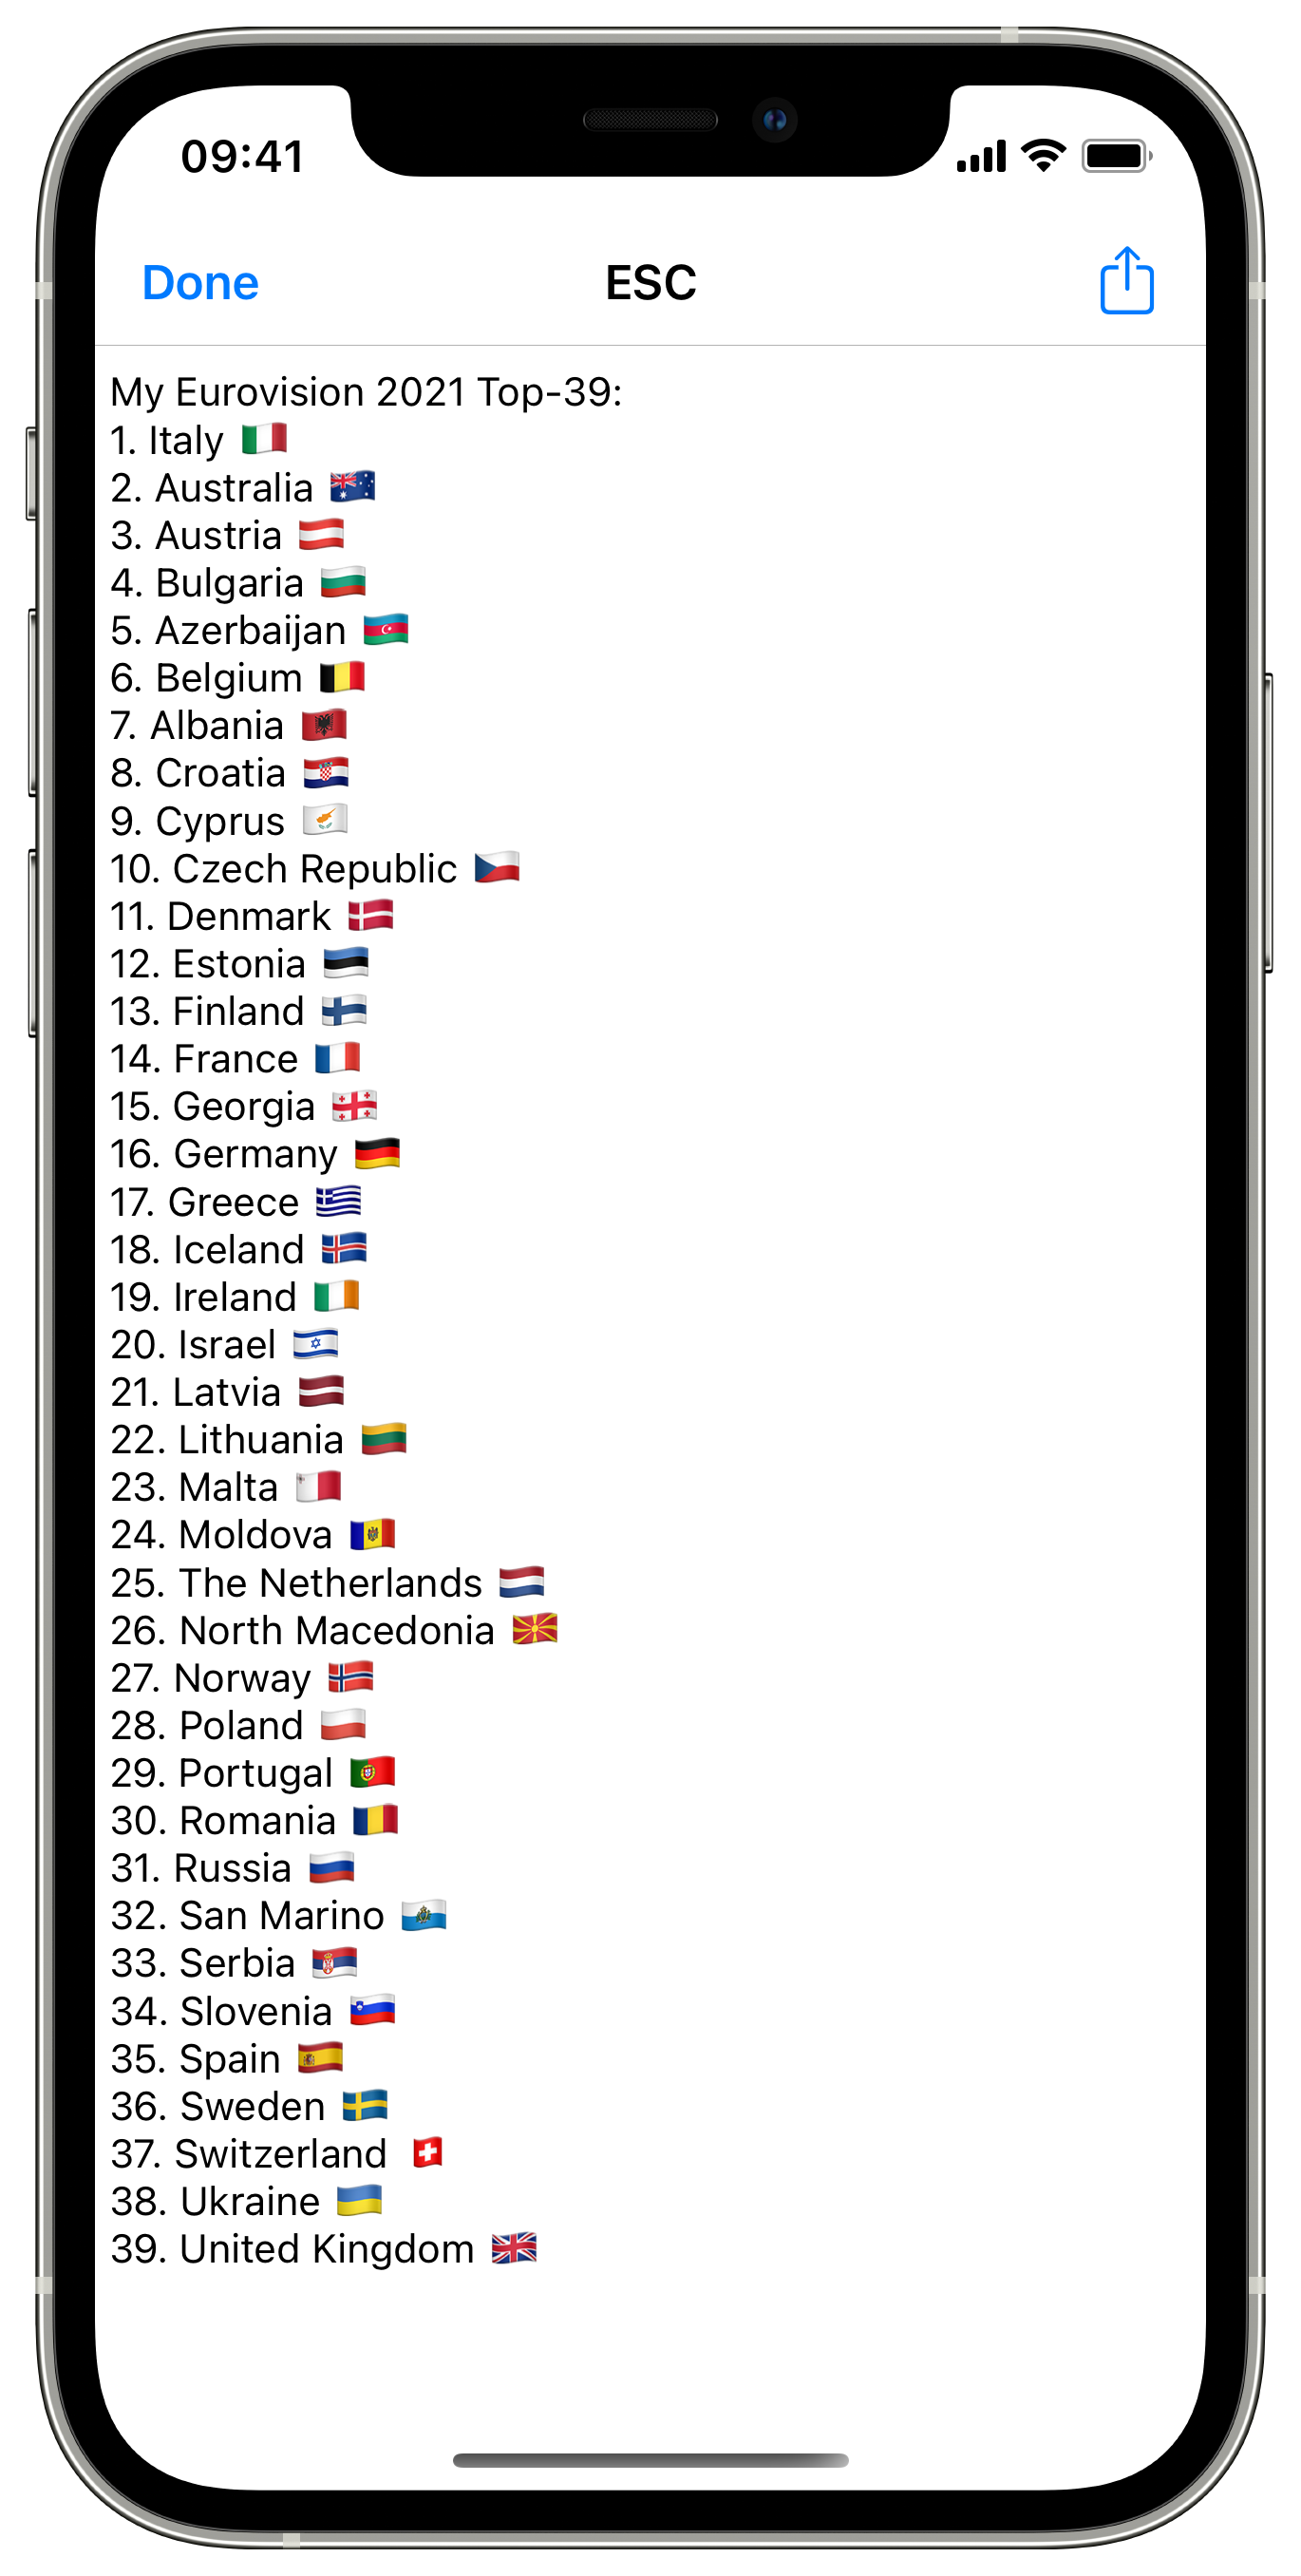 09:41
Done ESC
My Eurovision 2021 Top-39:
1. Italy 🇮🇹
2. Australia 🇦🇺
3. Austria 🇦🇹
4. Bulgaria 🇧🇬
5. Azerbaijan 🇦🇿
6. Belgium 🇧🇪
7. Albania 🇦🇱
8. Croatia 🇭🇷
9. Cyprus 🇨🇾
10. Czech Republic 🇨🇿
11. Denmark 🇩🇰
12. Estonia 🇪🇪
13. Finland 🇫🇮
14. France 🇫🇷
15. Georgia 🇬🇪
16. Germany 🇩🇪
17. Greece 🇬🇷
18. Iceland 🇮🇸
19. Ireland 🇮🇪
20. Israel 🇮🇱
21. Latvia 🇱🇻
22. Lithuania 🇱🇹
23. Malta 🇲🇹
24. Moldova 🇲🇩
25. The Netherlands 🇳🇱
26. North Macedonia 🇲🇰
27. Norway 🇳🇴
28. Poland 🇵🇱
29. Portugal 🇵🇹
30. Romania 🇷🇴
31. Russia 🇷🇺
32. San Marino 🇸🇲
33. Serbia 🇷🇸
34. Slovenia 🇸🇮
35. Spain 🇪🇸
36. Sweden 🇸🇪
37. Switzerland 🇨🇭
38. Ukraine 🇺🇦
39. United Kingdom 🇬🇧